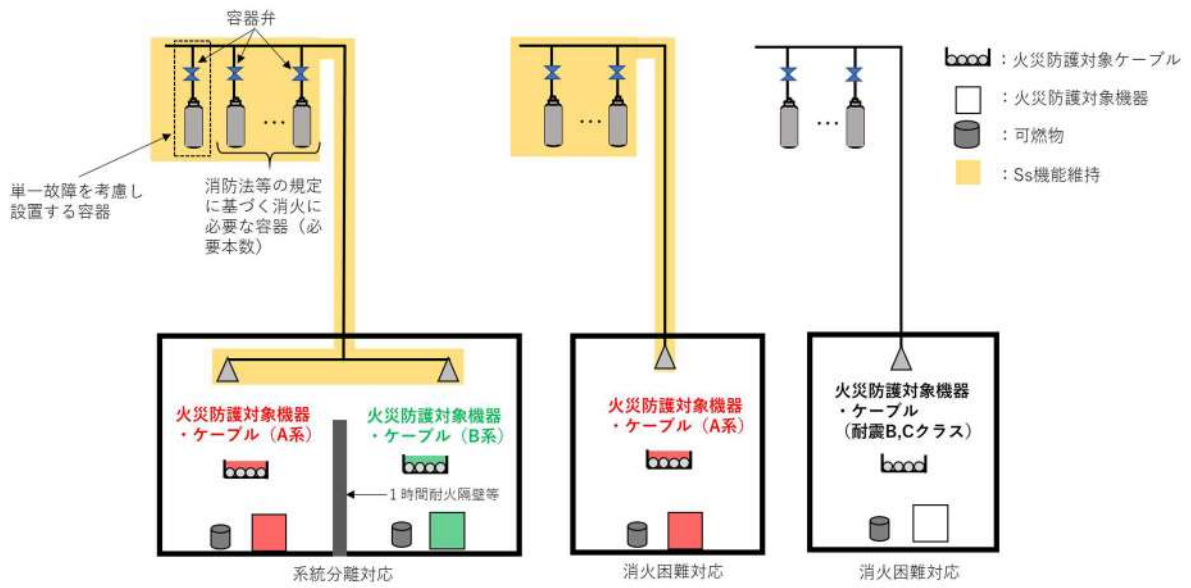 容器弁
単一故障を考慮し
設置する容器
消防法等の規定
に基づく消火に
必要な容器（必
要本数）
：火災防護対象ケーブル
：火災防護対象機器
：可燃物
：Ss機能維持
火災防護対象機器
・ケーブル（A系）
火災防護対象機器
・ケーブル（B系）
1時間耐火隔壁等
系統分離対応
火災防護対象機器
・ケーブル（A系）
消火困難対応
火災防護対象機器
・ケーブル
（耐震B,Cクラス）
消火困難対応